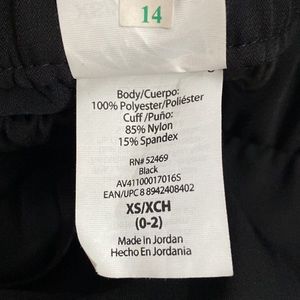 14
Body/Cuerpo:
100% Polyester/Poliéster
Cuff/Puño:
85% Nylon
15% Spandex
RN# 52469
Black
AV41100017016S
EAN/UPC 8 8942408402
XS/XCH
(0-2)
Made in Jordan
Hecho En Jordania